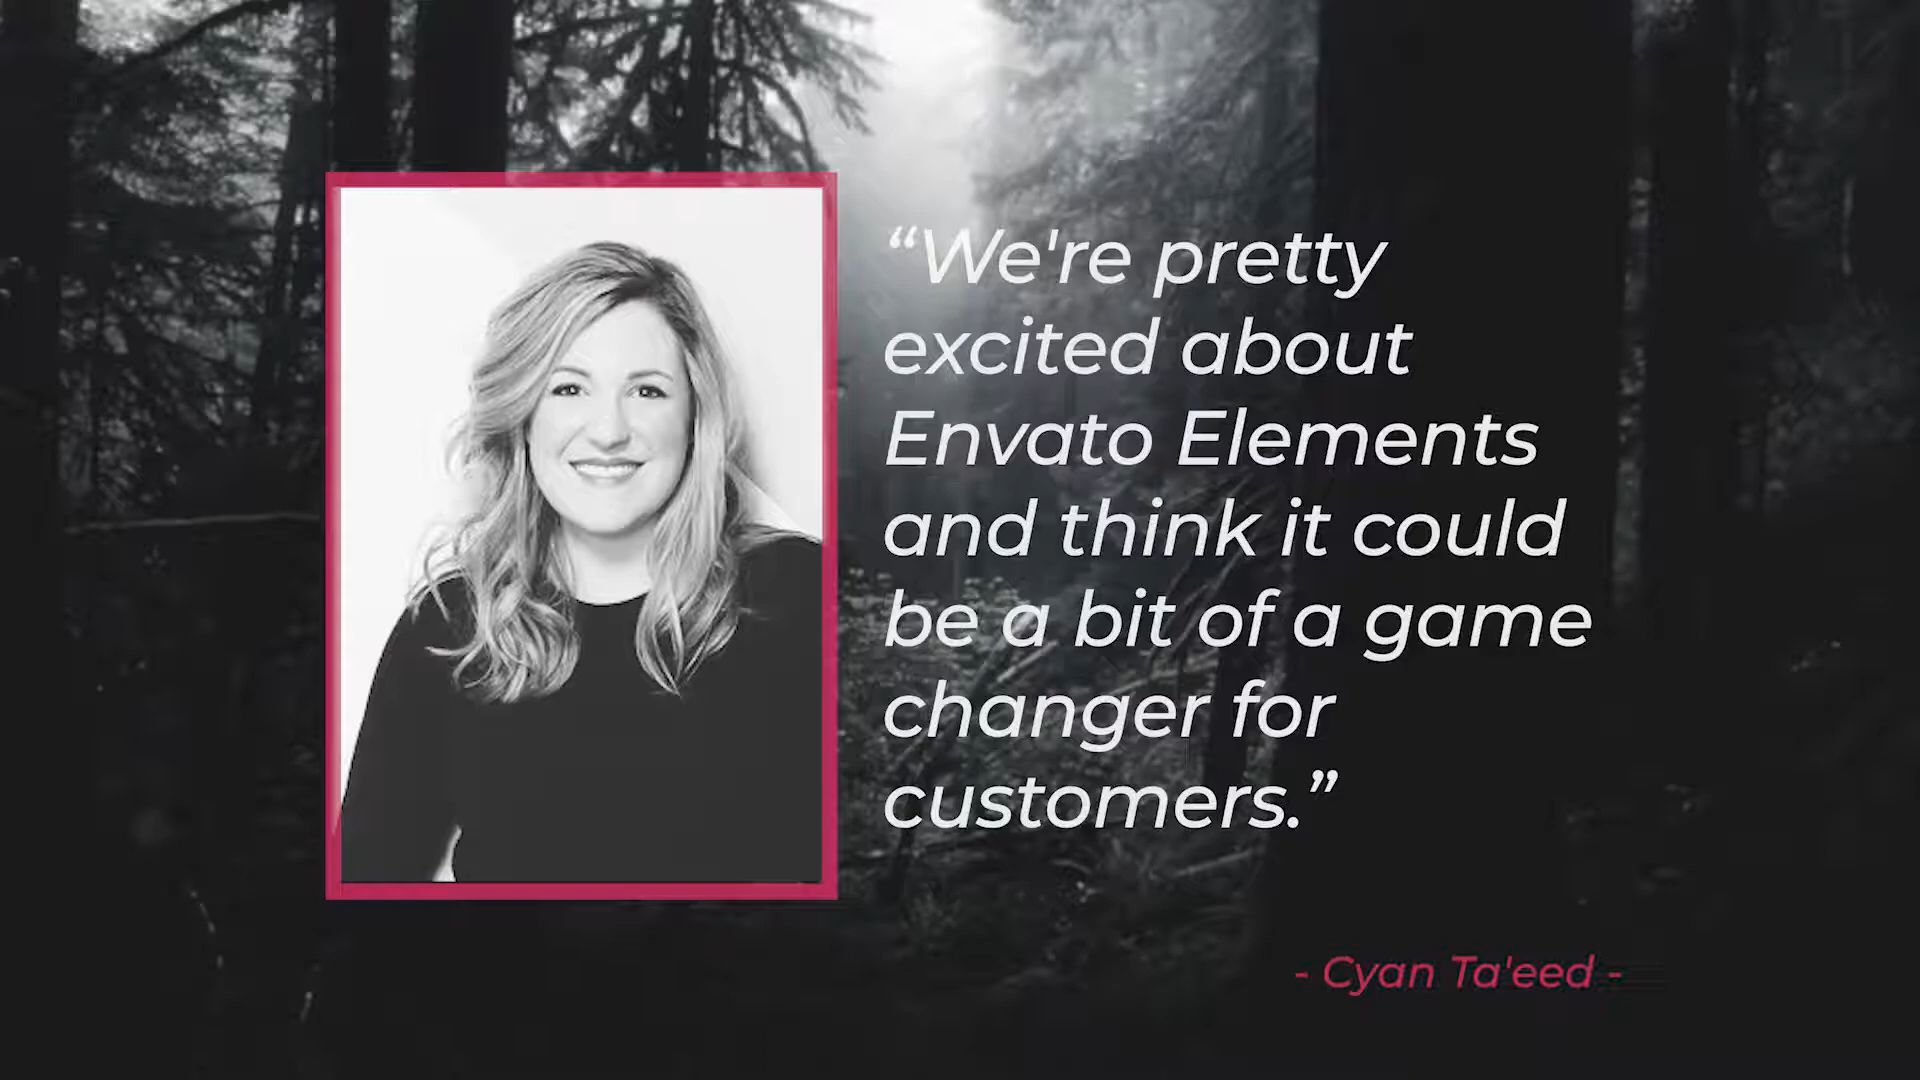 “We're pretty
excited about
Envato Elements
and think it could
be a bit of a game
changer for
customers.”
- Cyan Ta'eed -